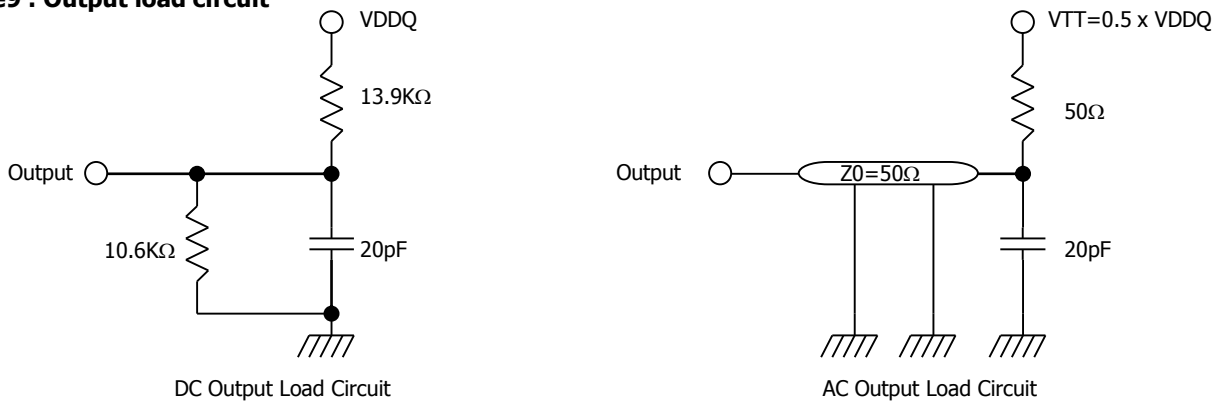 e9 : Output load circuit
VDDQ
13.9KΩ
Output
10.6KΩ
20pF
DC Output Load Circuit
VTT=0.5 x VDDQ
50Ω
Output
Z0=50Ω
20pF
AC Output Load Circuit